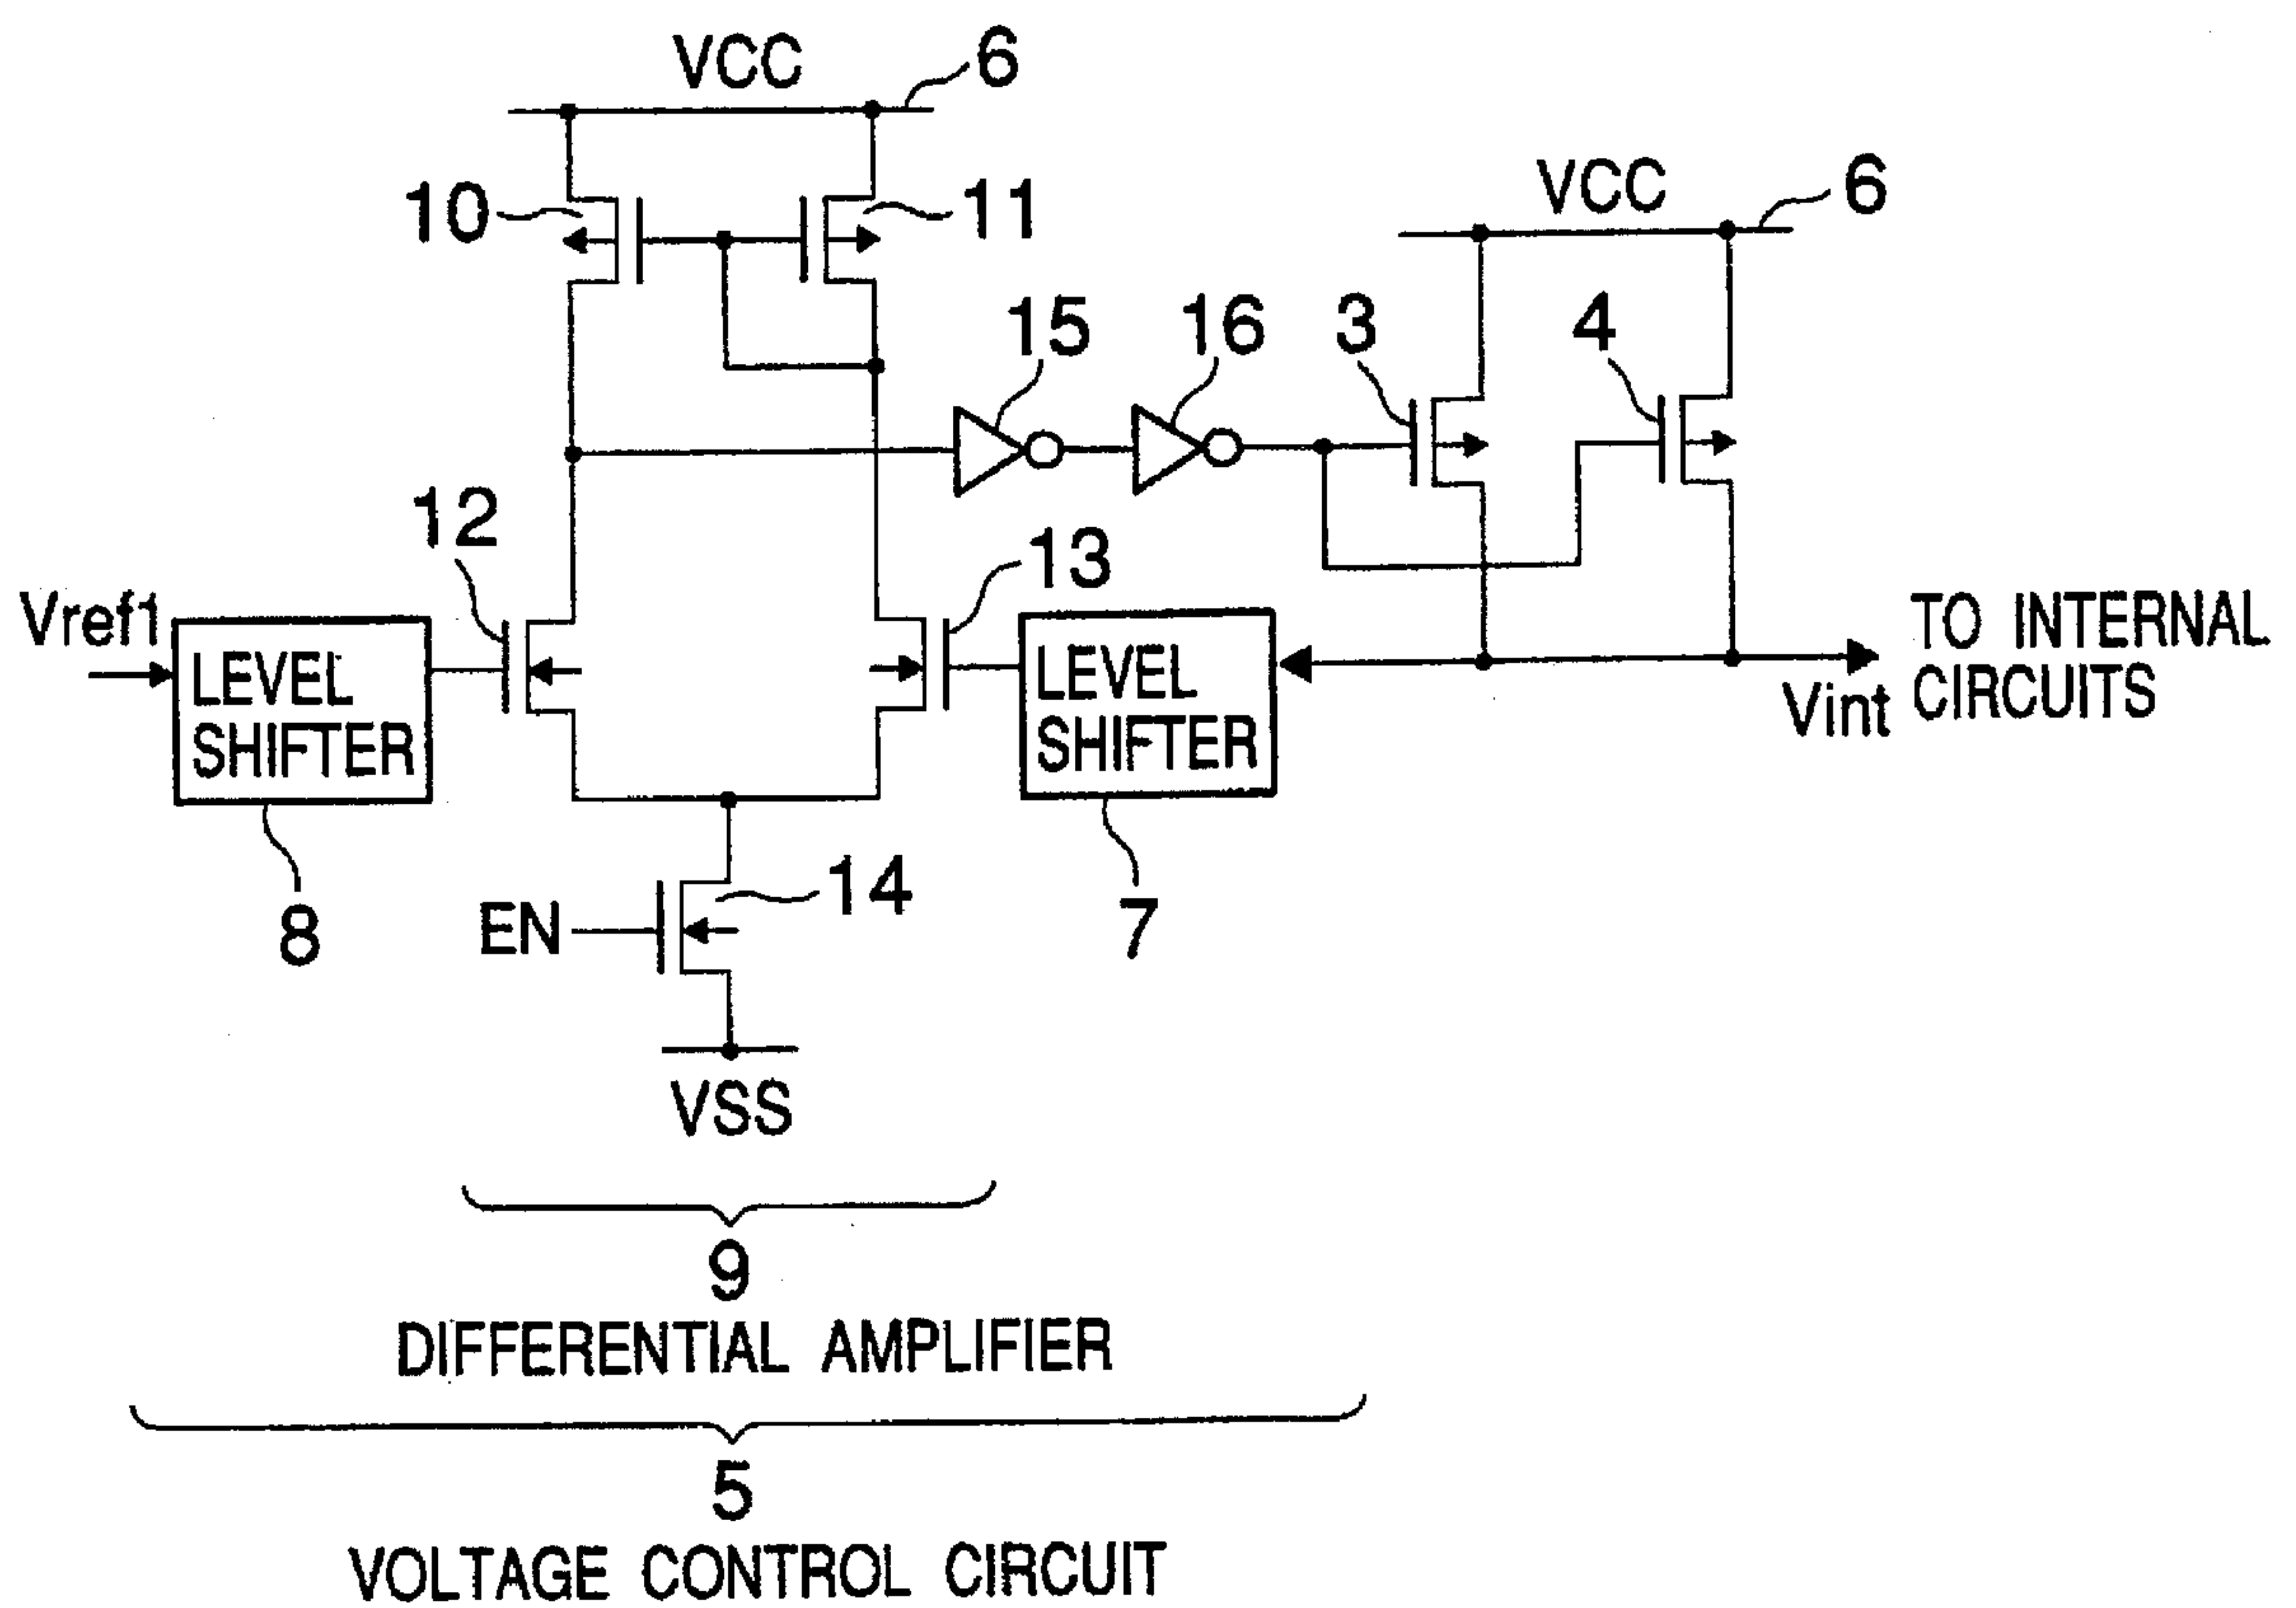 VCC
6
10
11
VCC
6
15
16
3
4
12
13
Vref1
LEVEL
SHIFTER
LEVEL
SHIFTER
TO INTERNAL
CIRCUITS
Vint
8
EN
14
7
VSS
9
DIFFERENTIAL AMPLIFIER
5
VOLTAGE CONTROL CIRCUIT